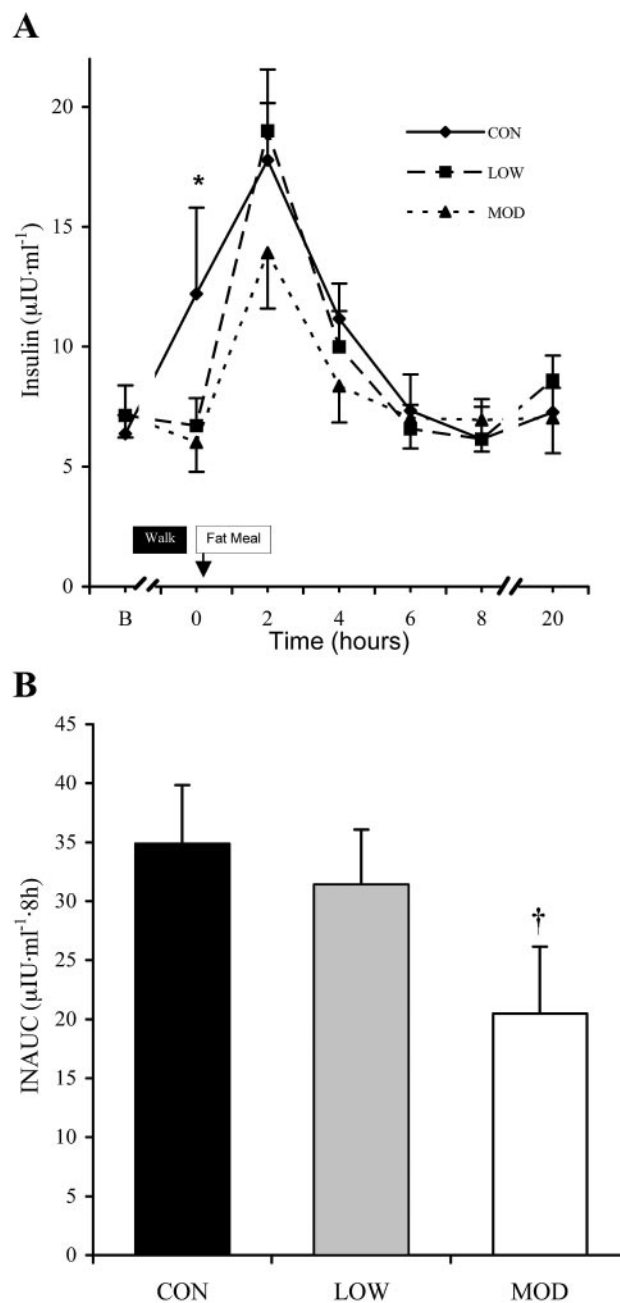 A
20
15
10
5
0
Insulin (µIU·ml⁻¹)
*
CON
LOW
MOD
Walk
Fat Meal
B 0 2 4 6 8 20
Time (hours)
B
45
40
35
30
25
20
15
10
5
0
INAUC (µIU·ml⁻¹·8h)
†
CON LOW MOD